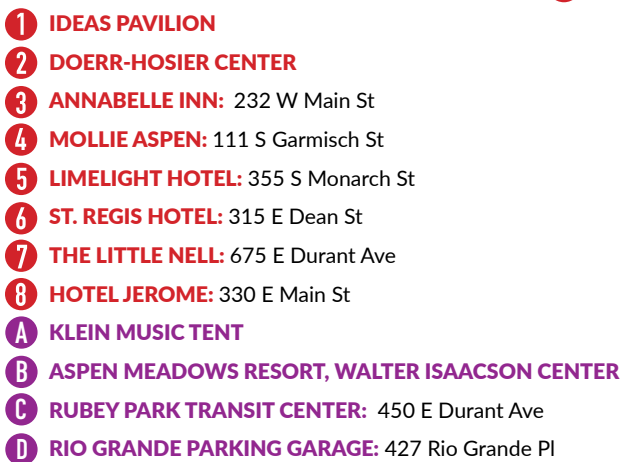 1 IDEAS PAVILION
2 DOERR-HOSIER CENTER
3 ANNABELLE INN: 232 W Main St
4 MOLLIE ASPEN: 111 S Garmisch St
5 LIMELIGHT HOTEL: 355 S Monarch St
6 ST. REGIS HOTEL: 315 E Dean St
7 THE LITTLE NELL: 675 E Durant Ave
8 HOTEL JEROME: 330 E Main St
A KLEIN MUSIC TENT
B ASPEN MEADOWS RESORT, WALTER ISAACSON CENTER
C RUBEY PARK TRANSIT CENTER: 450 E Durant Ave
D RIO GRANDE PARKING GARAGE: 427 Rio Grande Pl